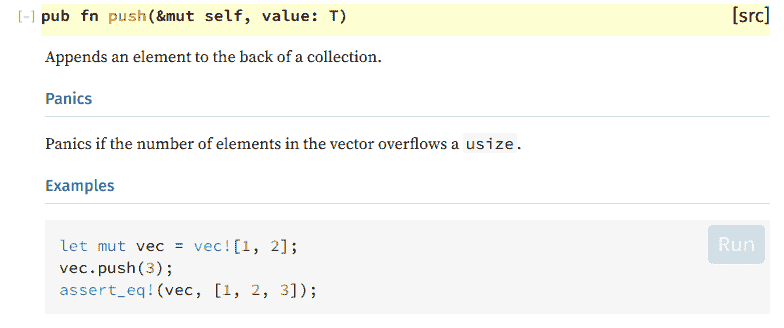 [-] pub fn push(&mut self, value: T) [src]
Appends an element to the back of a collection.
Panics
Panics if the number of elements in the vector overflows a usize.
Examples
let mut vec = vec![1, 2]; Run
vec.push(3);
assert_eq!(vec, [1, 2, 3]);